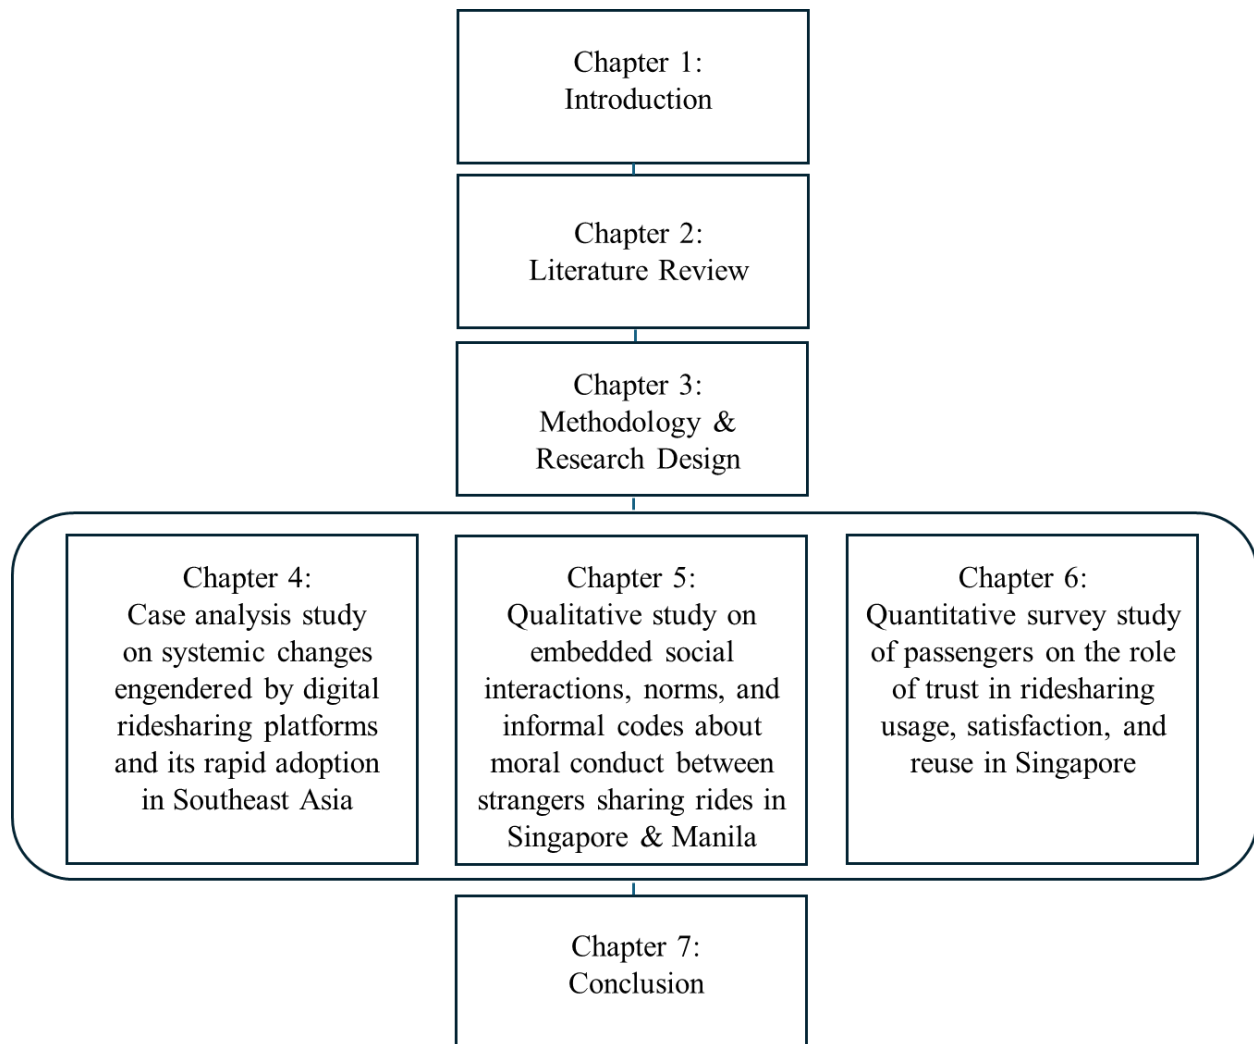 Chapter 1:
Introduction
Chapter 2:
Literature Review
Chapter 3:
Methodology &
Research Design
Chapter 4:
Case analysis study
on systemic changes
engendered by digital
ridesharing platforms
and its rapid adoption
in Southeast Asia
Chapter 5:
Qualitative study on
embedded social
interactions, norms, and
informal codes about
moral conduct between
strangers sharing rides in
Singapore & Manila
Chapter 6:
Quantitative survey study
of passengers on the role
of trust in ridesharing
usage, satisfaction, and
reuse in Singapore
Chapter 7:
Conclusion